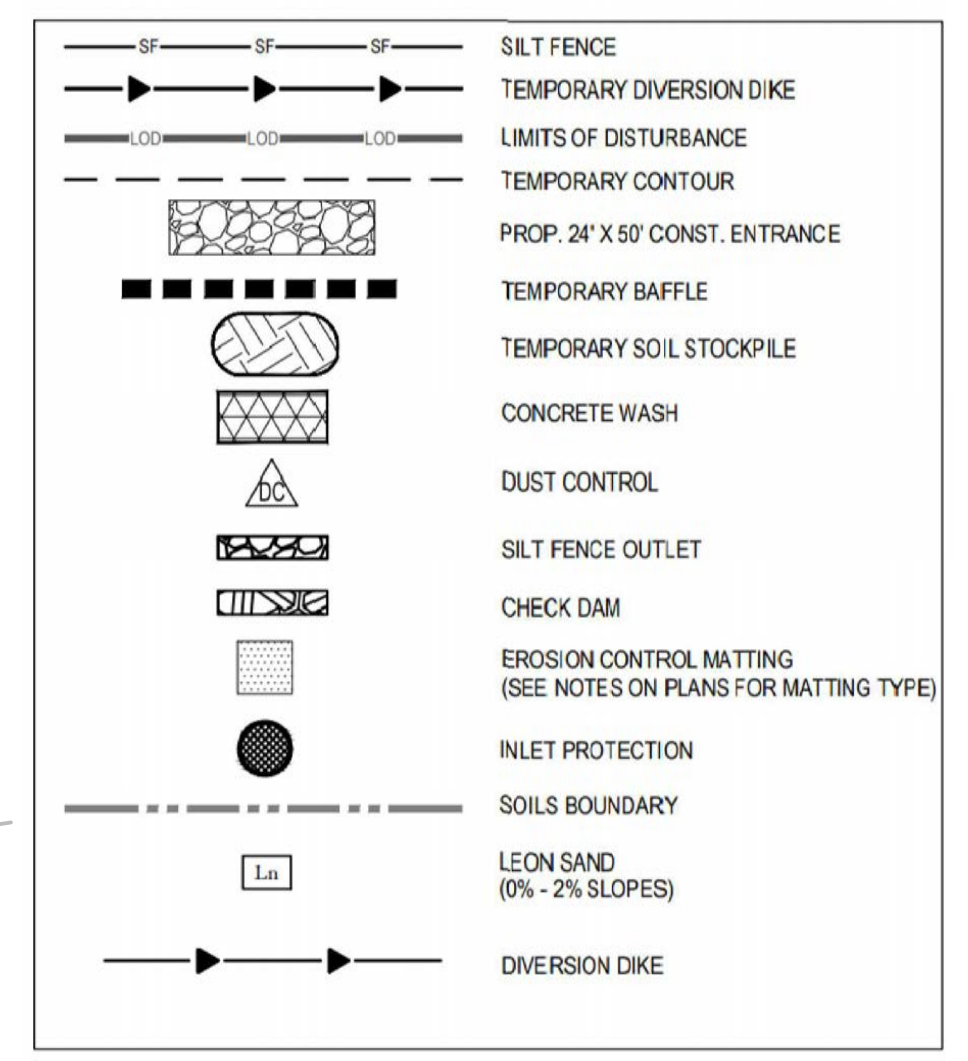 SF SF SF SILT FENCE
TEMPORARY DIVERSION DIKE
LOD LOD LOD LIMITS OF DISTURBANCE
TEMPORARY CONTOUR
PROP. 24' X 50' CONST. ENTRANCE
TEMPORARY BAFFLE
TEMPORARY SOIL STOCKPILE
CONCRETE WASH
DC DUST CONTROL
SILT FENCE OUTLET
CHECK DAM
EROSION CONTROL MATTING
(SEE NOTES ON PLANS FOR MATTING TYPE)
INLET PROTECTION
SOILS BOUNDARY
Ln LEON SAND
(0% - 2% SLOPES)
DIVERSION DIKE